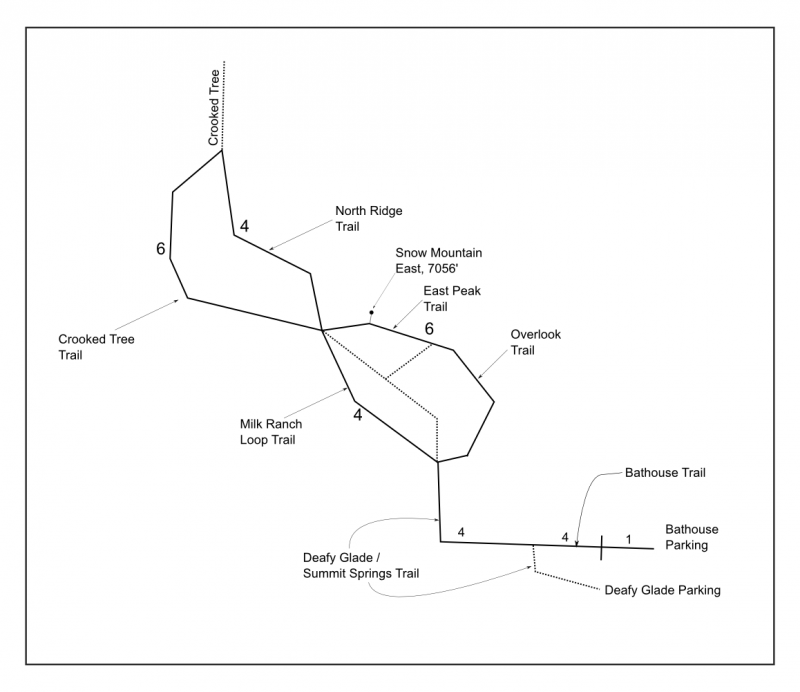 Crooked Tree
North Ridge
Trail
4
6
Snow Mountain
East, 7056'
East Peak
Trail
6
Overlook
Trail
Crooked Tree
Trail
Milk Ranch
Loop Trail
4
Bathouse Trail
4
4
1
Bathouse
Parking
Deafy Glade /
Summit Springs Trail
Deafy Glade Parking